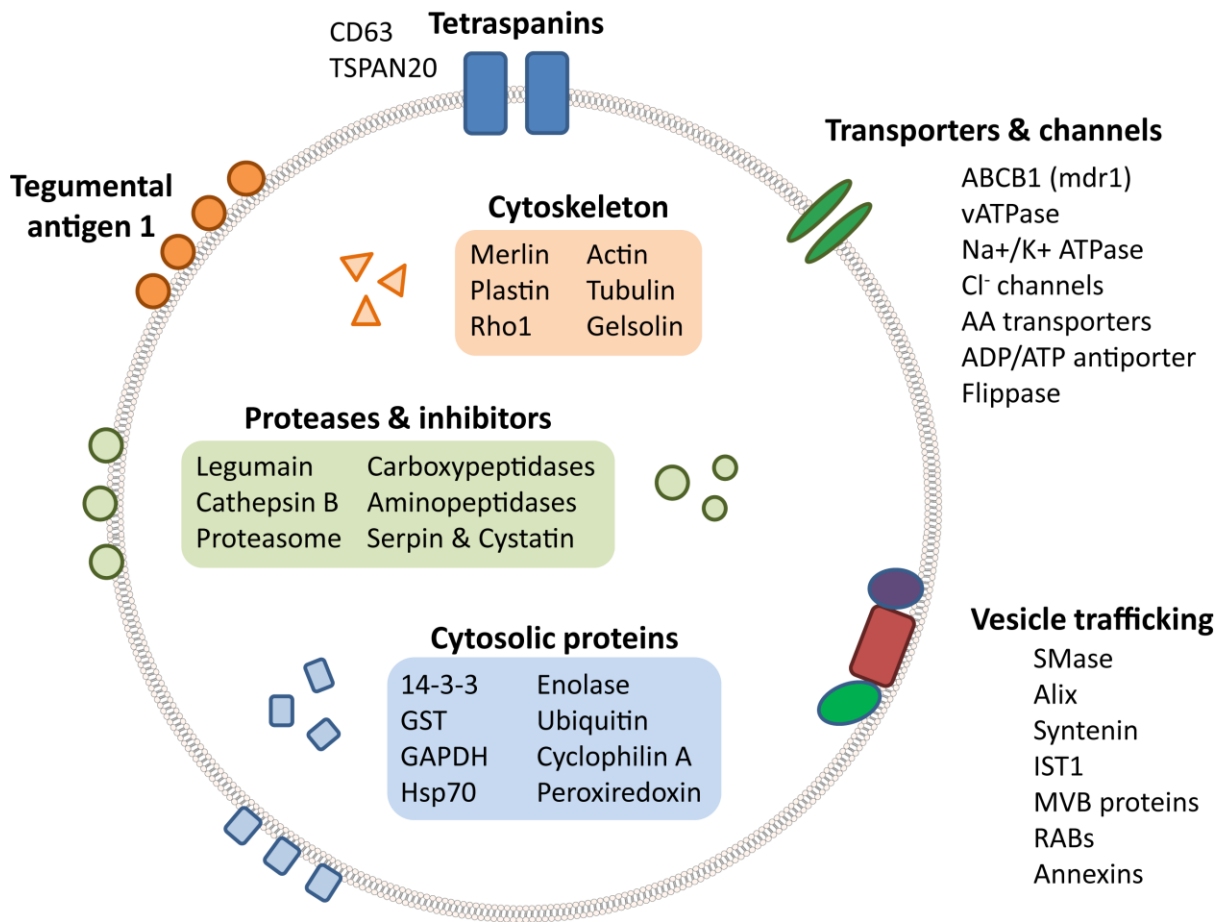 Tetraspanins
CD63
TSPAN20
Transporters & channels
ABCB1 (mdr1)
vATPase
Na+/K+ ATPase
Cl⁻ channels
AA transporters
ADP/ATP antiporter
Flippase
Tegumental
antigen 1
Cytoskeleton
Merlin Actin
Plastin Tubulin
Rho1 Gelsolin
Proteases & inhibitors
Legumain Carboxypeptidases
Cathepsin B Aminopeptidases
Proteasome Serpin & Cystatin
Cytosolic proteins
14-3-3 Enolase
GST Ubiquitin
GAPDH Cyclophilin A
Hsp70 Peroxiredoxin
Vesicle trafficking
SMase
Alix
Syntenin
IST1
MVB proteins
RABs
Annexins